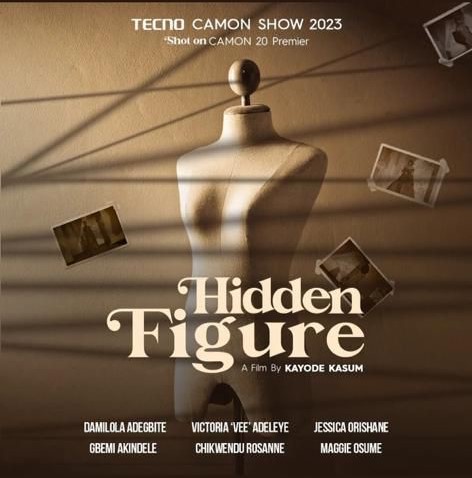 TECNO CAMON SHOW 2023
'Shot on CAMON 20 Premier
Hidden
Figure
A Film By KAYODE KASUM
DAMILOLA ADEGBITE VICTORIA 'VEE' ADELEYE JESSICA ORISHANE
GBEMI AKINDELE CHIKWENDU ROSANNE MAGGIE OSUME